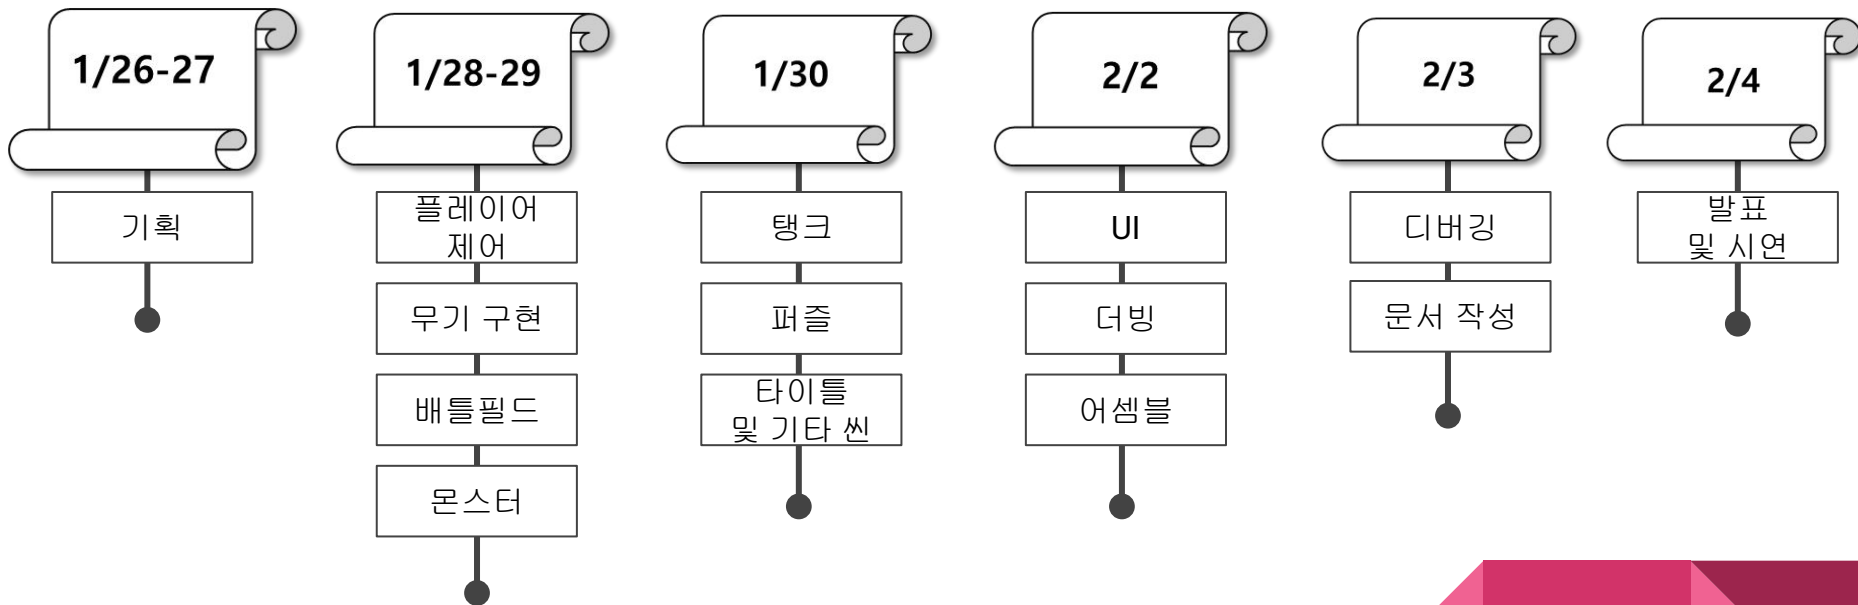 1/26-27
기획
1/28-29
플레이어
제어
무기 구현
배틀필드
몬스터
1/30
탱크
퍼즐
타이틀
및 기타 씬
2/2
UI
더빙
어셈블
2/3
디버깅
문서 작성
2/4
발표
및 시연